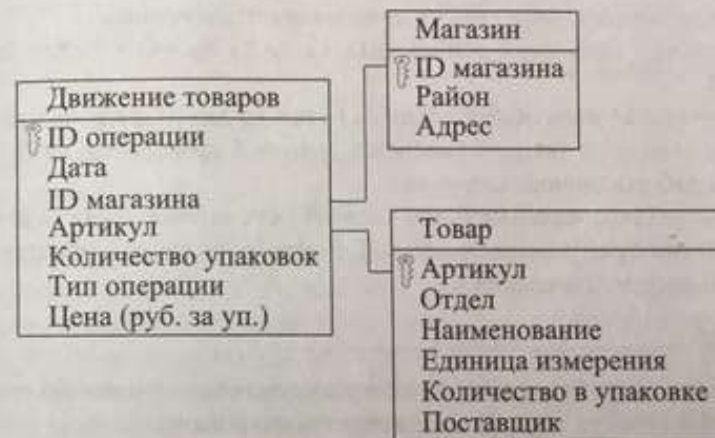 Движение товаров
ID операции
Дата
ID магазина
Артикул
Количество упаковок
Тип операции
Цена (руб. за уп.)
Магазин
ID магазина
Район
Адрес
Товар
Артикул
Отдел
Наименование
Единица измерения
Количество в упаковке
Поставщик